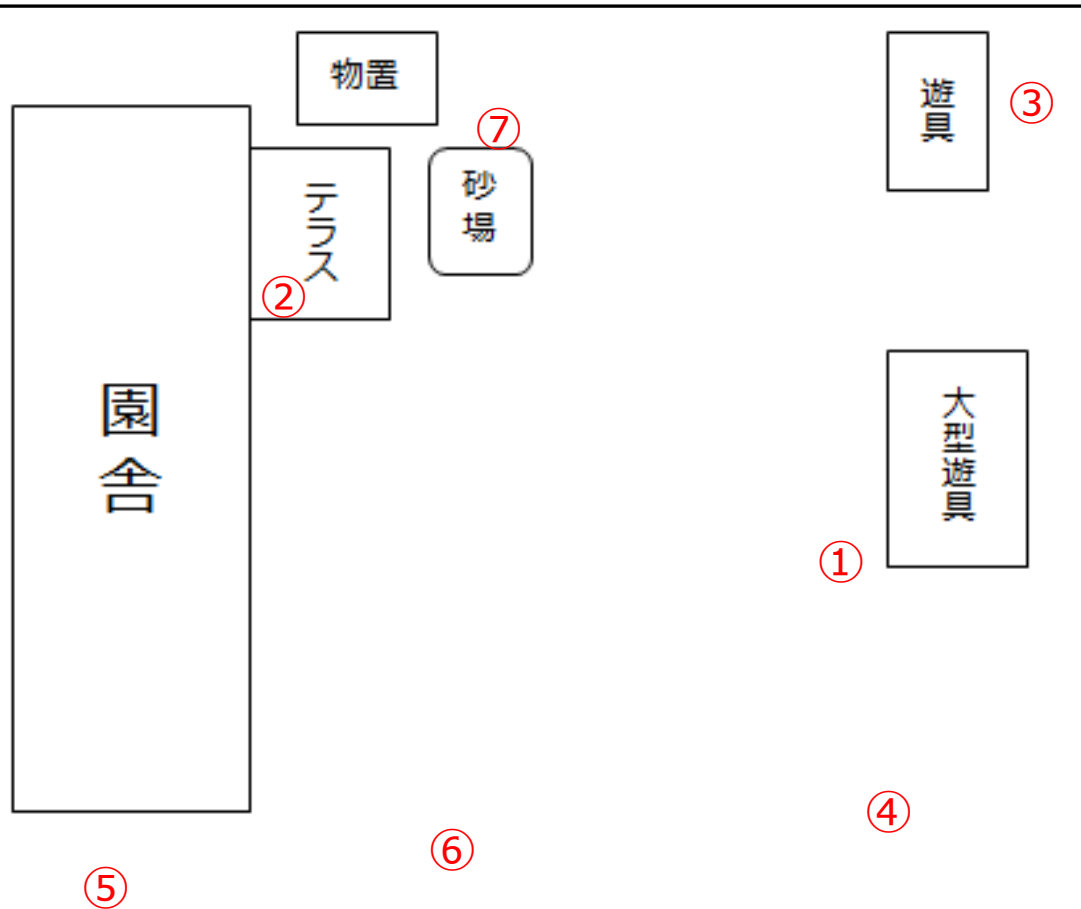 物置
遊具
③
⑦
砂場
テラス
②
園舎
大型遊具
①
④
⑥
⑤